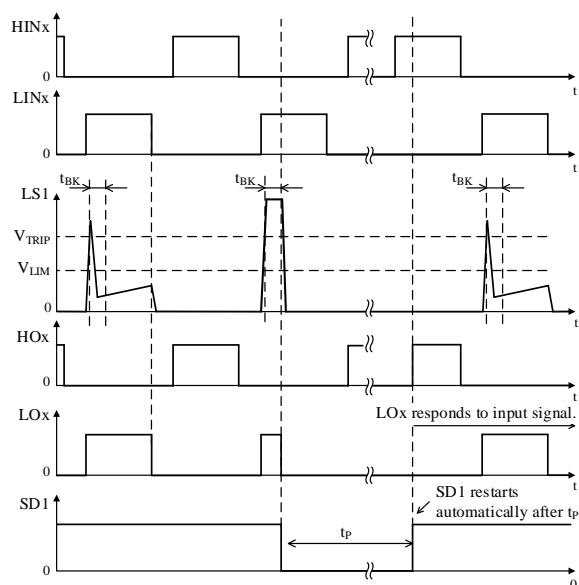 HINx
0
t
LINx
0
t
tBK
tBK
tBK
LS1
VTRIP
VLIM
0
t
HOx
0
t
LOx
LOx responds to input signal.
0
t
SD1
SD1 restarts
automatically after tP
tP
0
0